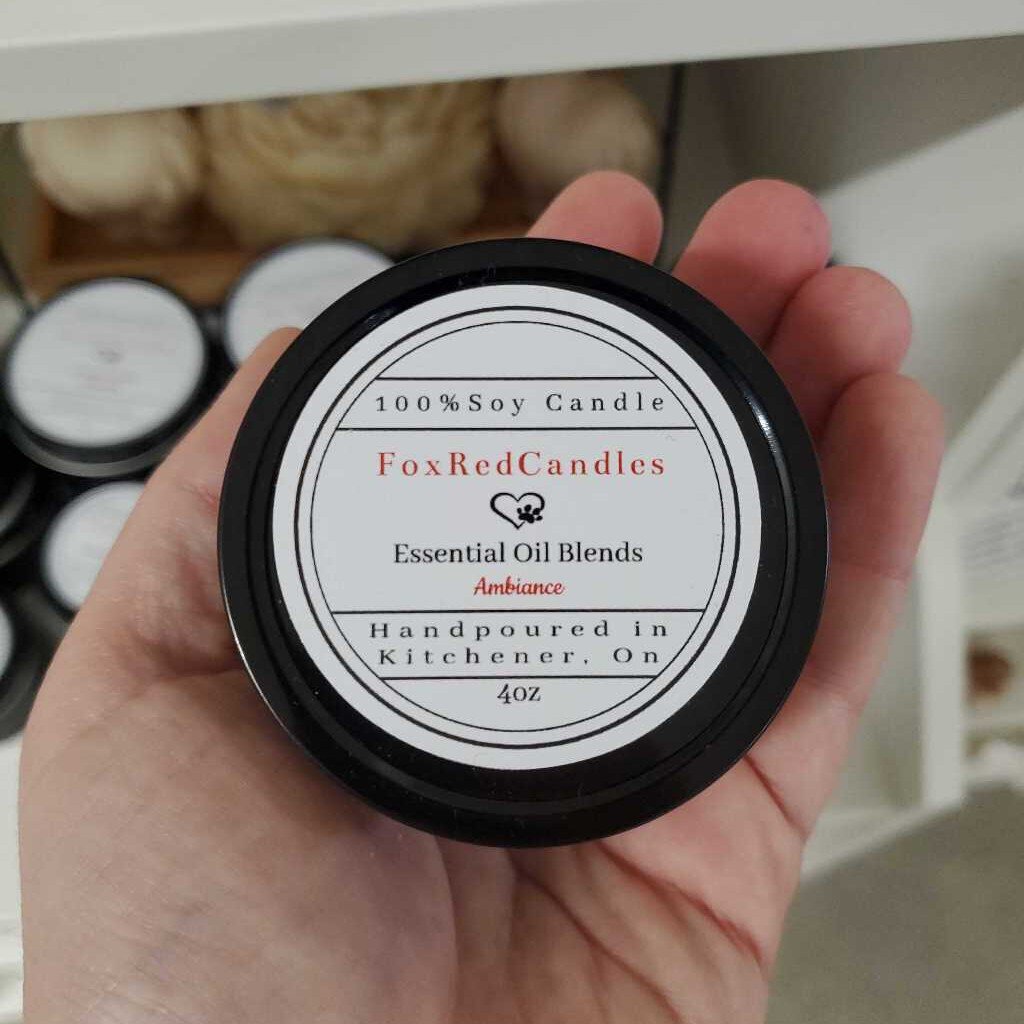 100%Soy Candle
FoxRedCandles
Essential Oil Blends
Ambiance
Handpoured in
Kitchener, On
4oz